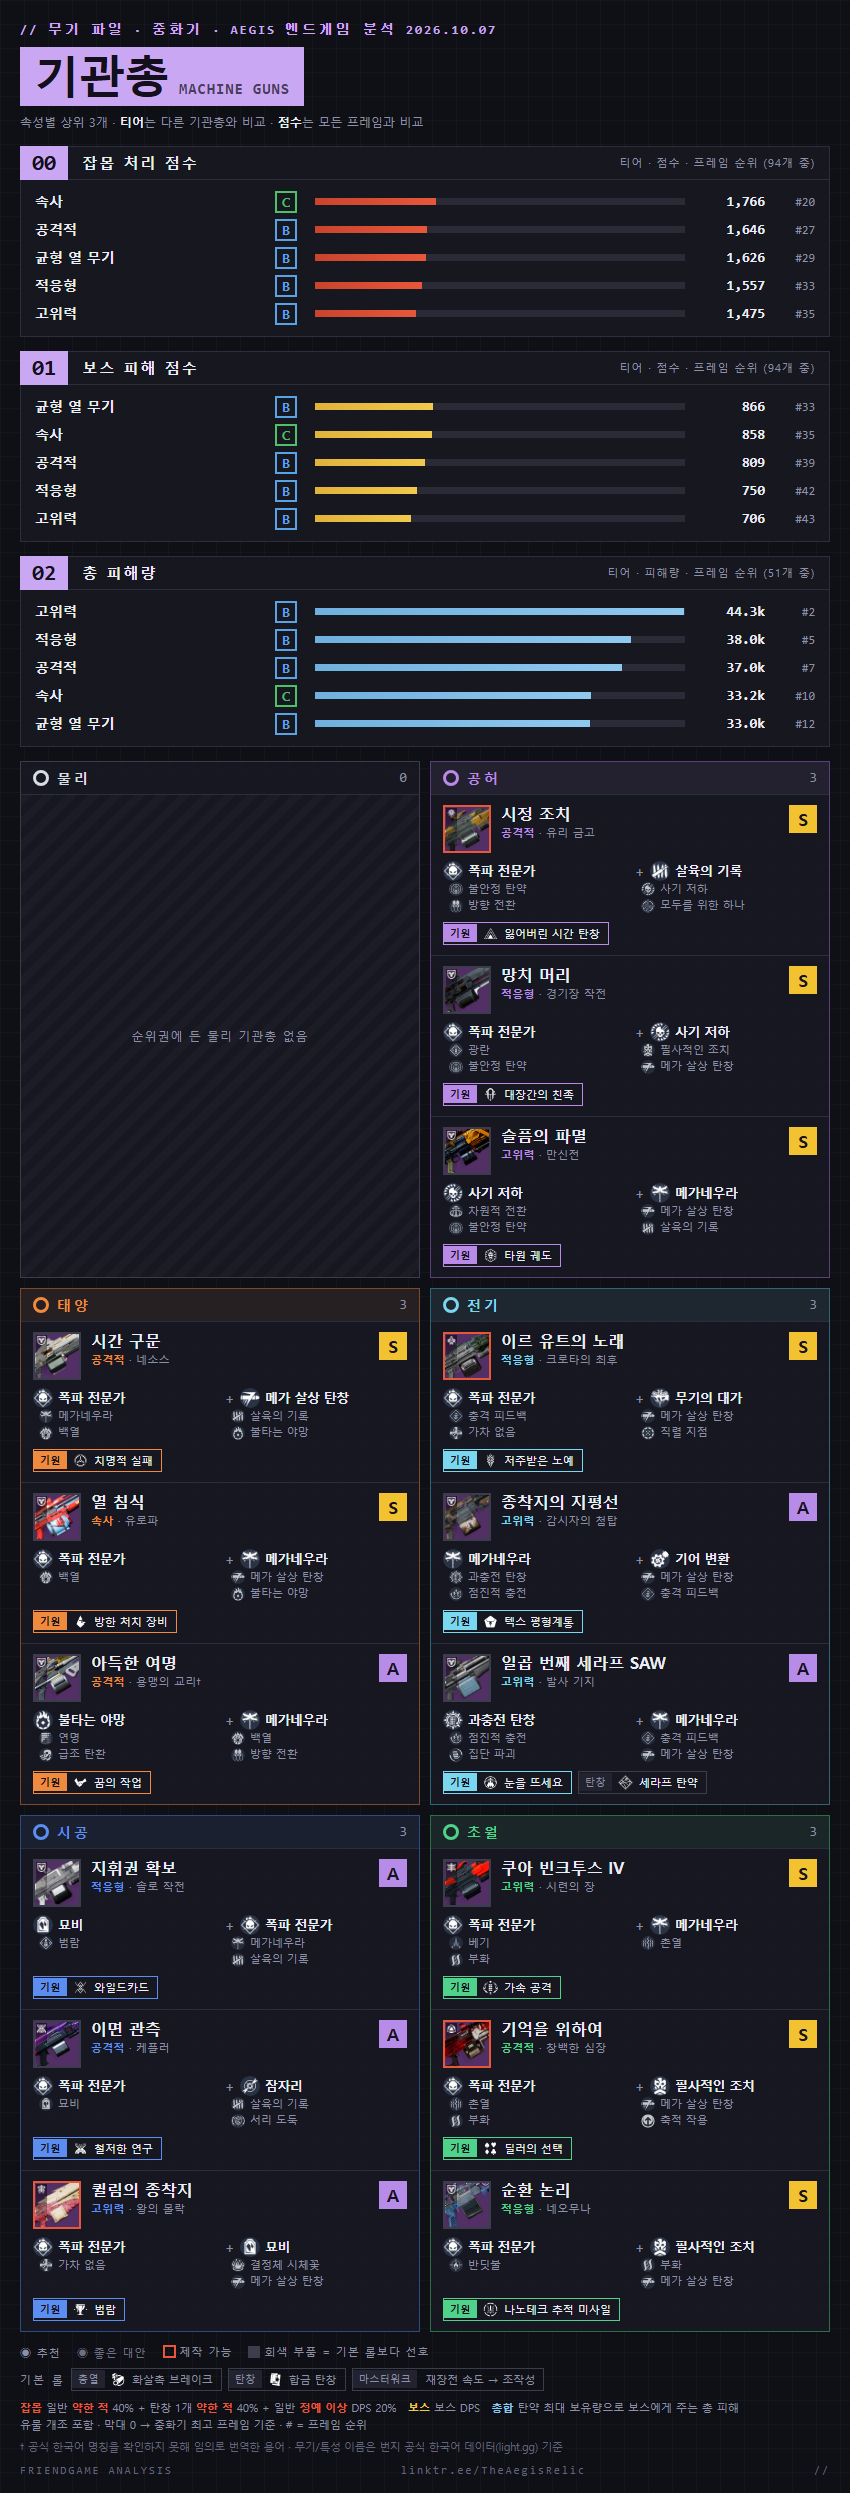 // 무기 파일 · 중화기 · AEGIS 엔드게임 분석 2026.10.07
기관총 MACHINE GUNS
속성별 상위 3개 · 티어는 다른 기관총와 비교 · 점수는 모든 프레임과 비교
00 잡몹 처리 점수 티어 · 점수 · 프레임 순위 (94개 중)
속사 C 1,766 #20
공격적 B 1,646 #27
균형 열 무기 B 1,626 #29
적응형 B 1,557 #33
고위력 B 1,475 #35
01 보스 피해 점수 티어 · 점수 · 프레임 순위 (94개 중)
균형 열 무기 B 866 #33
속사 C 858 #35
공격적 B 809 #39
적응형 B 750 #42
고위력 B 706 #43
02 총 피해량 티어 · 피해량 · 프레임 순위 (51개 중)
고위력 B 44.3k #2
적응형 B 38.0k #5
공격적 B 37.0k #7
속사 C 33.2k #10
균형 열 무기 B 33.0k #12
물리 0
순위권에 든 물리 기관총 없음
공허 3
시정 조치 S
공격적 · 유리 금고
폭파 전문가 + 살육의 기록
불안정 탄약 사기 저하
방향 전환 모두를 위한 하나
기원 잃어버린 시간 탄창
망치 머리 S
적응형 · 경기장 작전
폭파 전문가 + 사기 저하
광란 필사적인 조치
불안정 탄약 메가 살상 탄창
기원 대장간의 친족
슬픔의 파멸 S
고위력 · 만신전
사기 저하 + 메가네우라
차원적 전환 메가 살상 탄창
불안정 탄약 살육의 기록
기원 타원 궤도
태양 3
시간 구문 S
공격적 · 네소스
폭파 전문가 + 메가 살상 탄창
메가네우라 살육의 기록
백열 불타는 야망
기원 치명적 실패
열 침식 S
속사 · 유로파
폭파 전문가 + 메가네우라
백열 메가 살상 탄창
불타는 야망
기원 방한 처치 장비
아득한 여명 A
공격적 · 용맹의 교리†
불타는 야망 + 메가네우라
연명 백열
급조 탄환 방향 전환
기원 꿈의 작업
전기 3
이르 유트의 노래 S
적응형 · 크로타의 최후
폭파 전문가 + 무기의 대가
충격 피드백 메가 살상 탄창
가차 없음 직렬 지점
기원 저주받은 노예
종착지의 지평선 A
고위력 · 감시자의 첨탑
메가네우라 + 기어 변환
과충전 탄창 메가 살상 탄창
점진적 충전 충격 피드백
기원 텍스 평형계통
일곱 번째 세라프 SAW A
고위력 · 발사 기지
과충전 탄창 + 메가네우라
점진적 충전 충격 피드백
집단 파괴 메가 살상 탄창
기원 눈을 뜨세요 탄창 세라프 탄약
시공 3
지휘권 확보 A
적응형 · 솔로 작전
묘비 + 폭파 전문가
범람 메가네우라
살육의 기록
기원 와일드카드
이면 관측 A
공격적 · 케플러
폭파 전문가 + 잠자리
묘비 살육의 기록
서리 도둑
기원 철저한 연구
퀼림의 종착지 A
고위력 · 왕의 몰락
폭파 전문가 + 묘비
가차 없음 결정체 시체꽃
메가 살상 탄창
기원 범람
초월 3
쿠아 빈크투스 IV S
고위력 · 시련의 장
폭파 전문가 + 메가네우라
베기 촌열
부화
기원 가속 공격
기억을 위하여 S
공격적 · 창백한 심장
폭파 전문가 + 필사적인 조치
촌열 메가 살상 탄창
부화 축적 작용
기원 딜러의 선택
순환 논리 S
적응형 · 네오무나
폭파 전문가 + 필사적인 조치
반딧불 부화
메가 살상 탄창
기원 나노테크 추적 미사일
추천 좋은 대안 제작 가능 회색 부품 = 기본 롤보다 선호
기본 롤 총열 화살촉 브레이크 탄창 합금 탄창 마스터워크 재장전 속도 → 조작성
잡몹 일반 약한 적 40% + 탄창 1개 약한 적 40% + 일반 정예 이상 DPS 20% 보스 보스 DPS 총합 탄약 최대 보유량으로 보스에게 주는 총 피해
유물 개조 포함 · 막대 0 → 중화기 최고 프레임 기준 · # = 프레임 순위
† 공식 한국어 명칭을 확인하지 못해 임의로 번역한 용어 · 무기/특성 이름은 번지 공식 한국어 데이터(light.gg) 기준
FRIENDGAME ANALYSIS linktr.ee/TheAegisRelic //